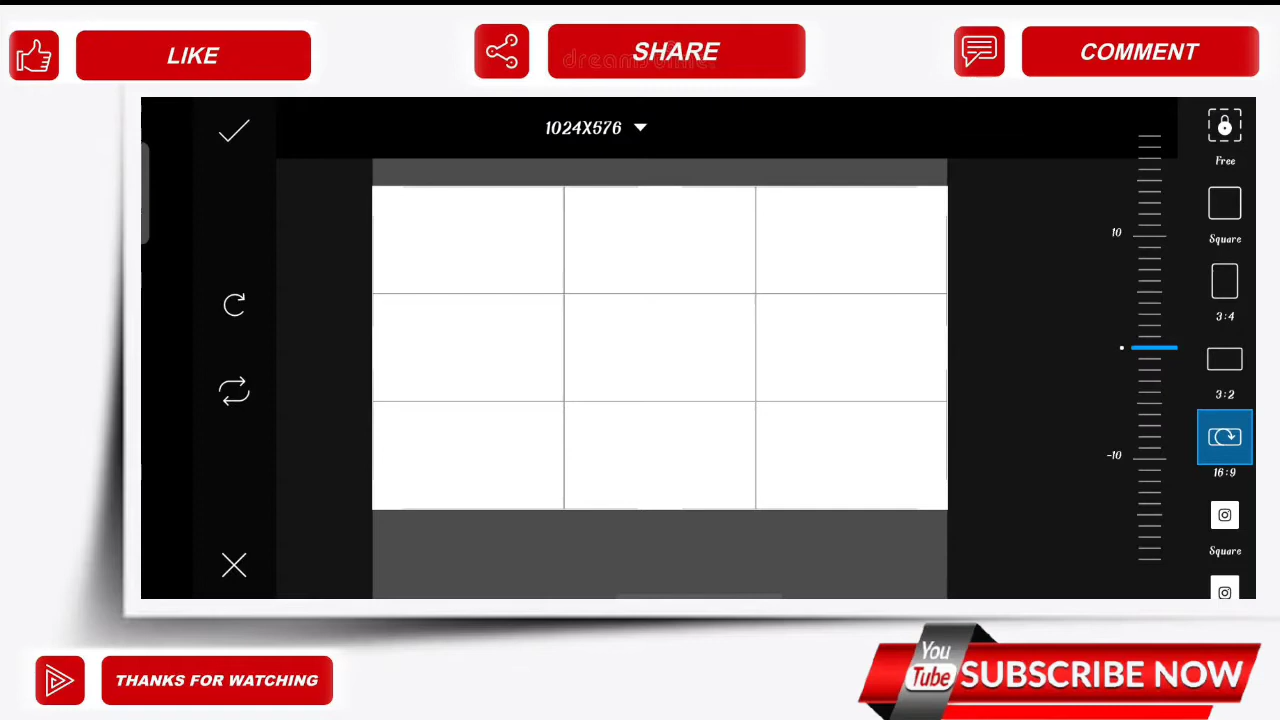 LIKE
SHARE
COMMENT
1024X576
Free
Square
10
3:4
3:2
-10
16:9
Square
THANKS FOR WATCHING
You
Tube
SUBSCRIBE NOW